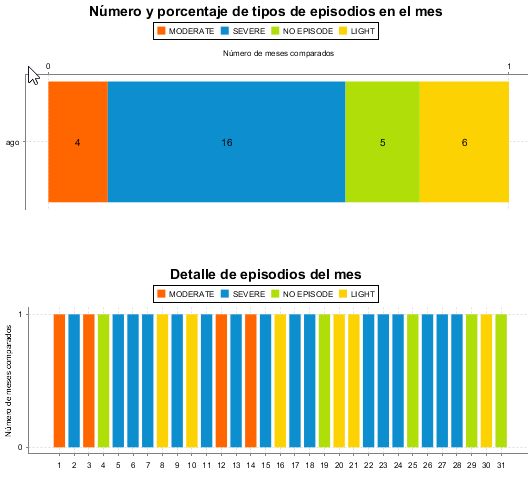 Número y porcentaje de tipos de episodios en el mes
MODERATE SEVERE NO EPISODE LIGHT
Número de meses comparados
0 1
ago 4 16 5 6
Detalle de episodios del mes
MODERATE SEVERE NO EPISODE LIGHT
Número de meses comparados
1
0
1 2 3 4 5 6 7 8 9 10 11 12 13 14 15 16 17 18 19 20 21 22 23 24 25 26 27 28 29 30 31